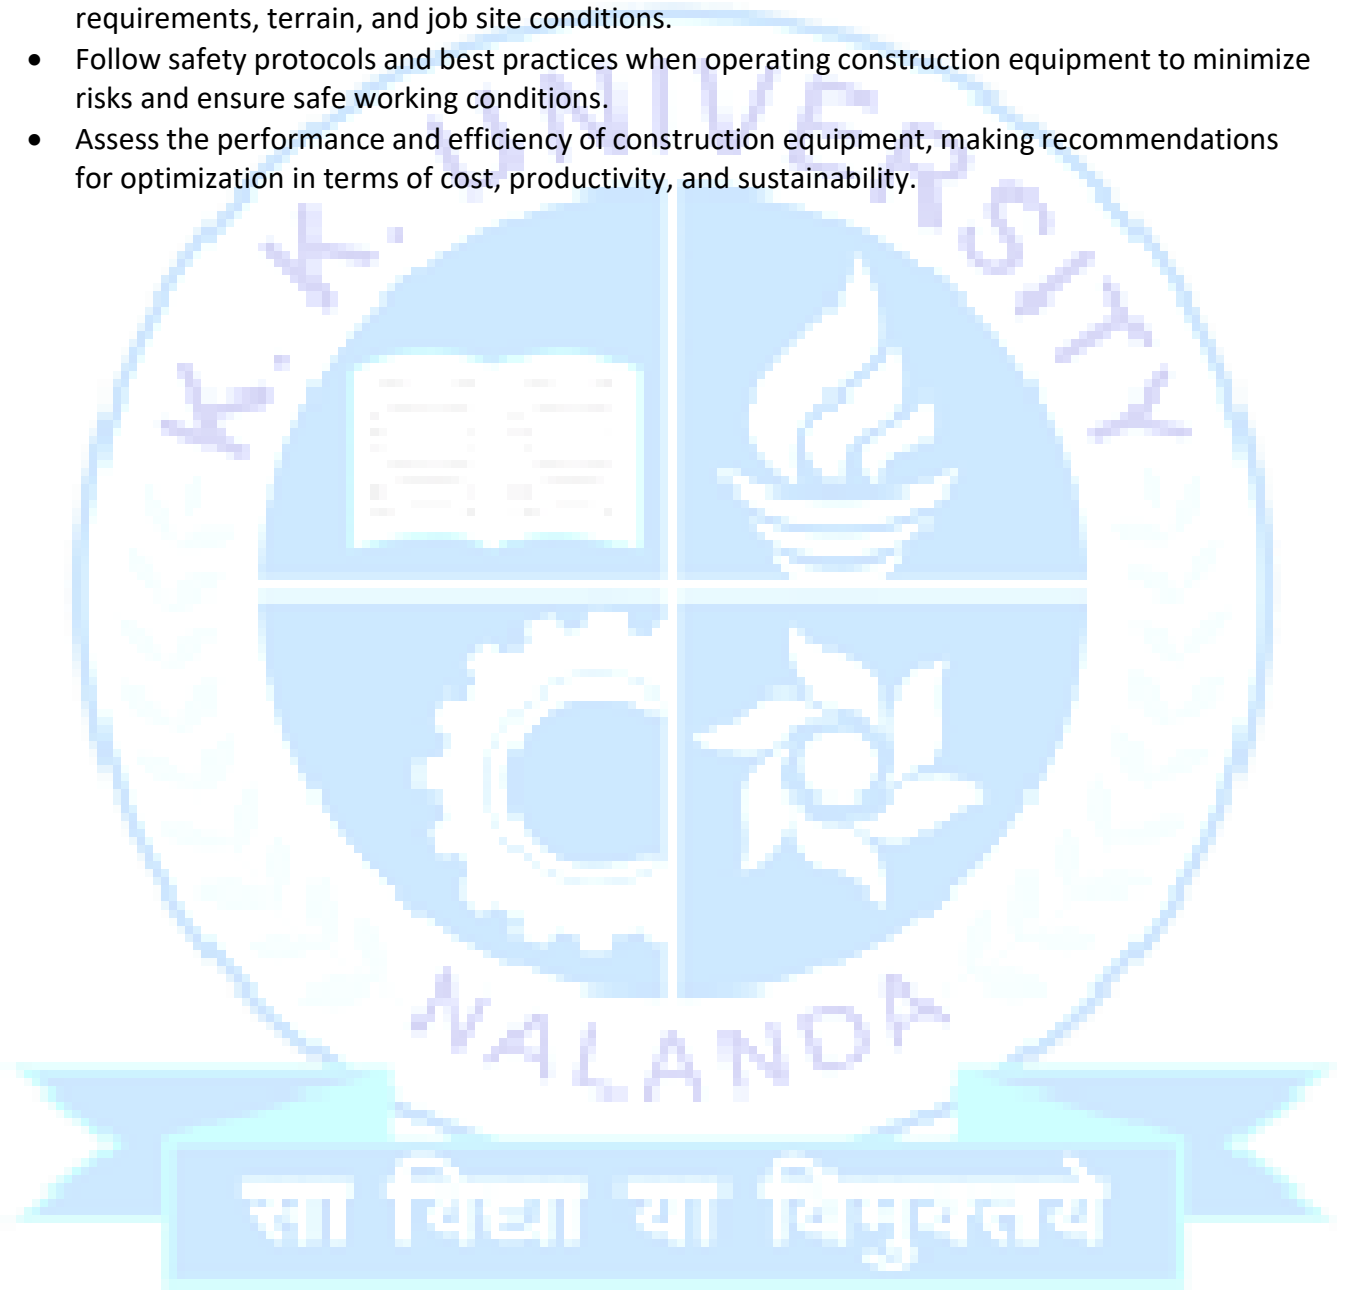 requirements, terrain, and job site conditions.
• Follow safety protocols and best practices when operating construction equipment to minimize
risks and ensure safe working conditions.
• Assess the performance and efficiency of construction equipment, making recommendations
for optimization in terms of cost, productivity, and sustainability.
K. K. UNIVERSITY
NALANDA
सा विद्या या विमुक्तये